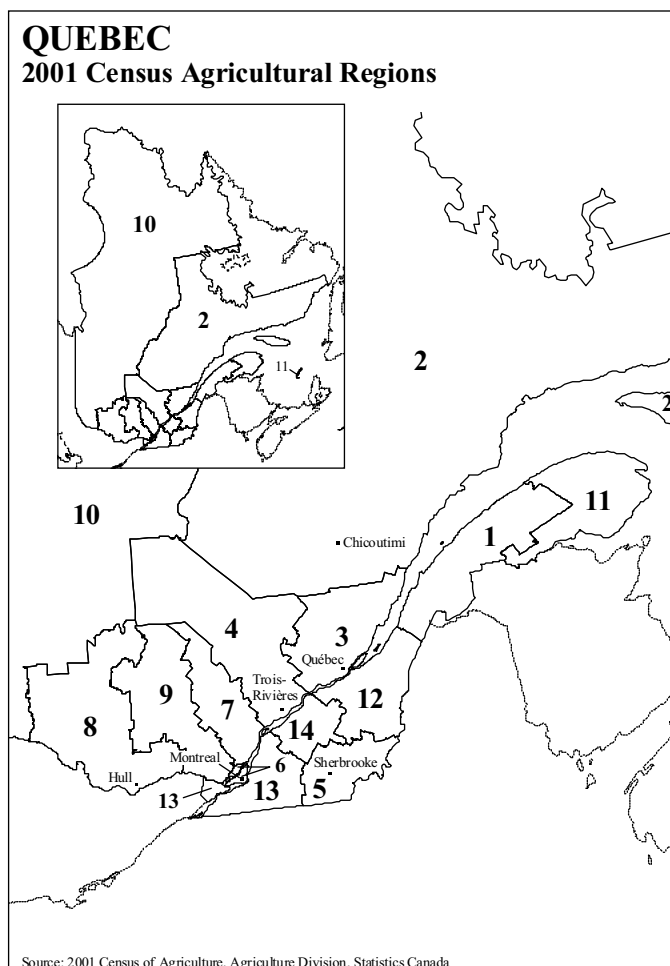 QUEBEC
2001 Census Agricultural Regions
10
2
11
2
2
10
11
1
Chicoutimi
4
3
Québec
Trois-
Rivières
9
12
8
7
14
Montreal
6
Sherbrooke
Hull
13
13
5
Source: 2001 Census of Agriculture, Agriculture Division, Statistics Canada